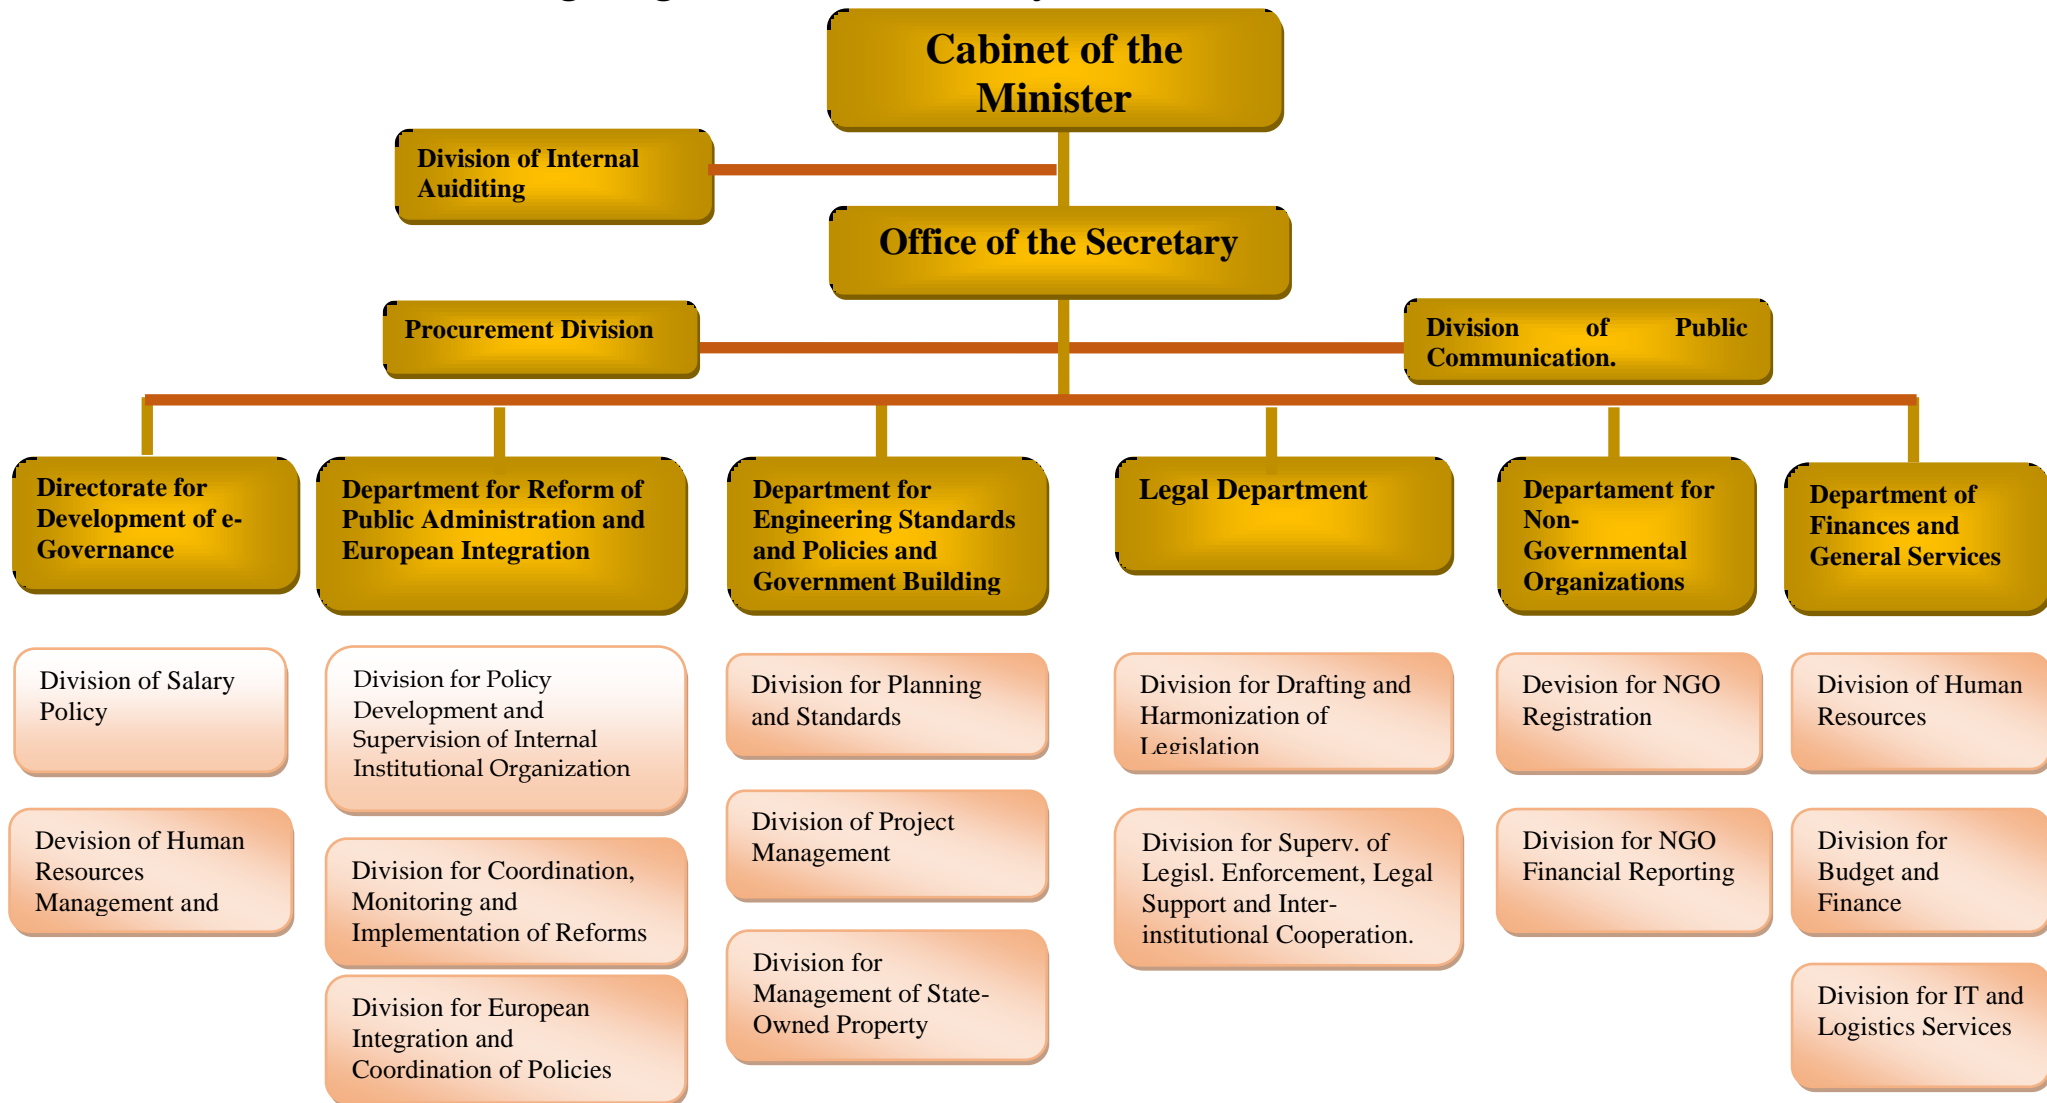 Cabinet of the
Minister
Division of Internal
Auiditing
Office of the Secretary
Procurement Division
Division of Public
Communication.
Directorate for
Development of e-
Governance
Department for Reform of
Public Administration and
European Integration
Department for
Engineering Standards
and Policies and
Government Building
Legal Department
Departament for
Non-
Governmental
Organizations
Department of
Finances and
General Services
Division of Salary
Policy
Devision of Human
Resources
Management and
Division for Policy
Development and
Supervision of Internal
Institutional Organization
Division for Coordination,
Monitoring and
Implementation of Reforms
Division for European
Integration and
Coordination of Policies
Division for Planning
and Standards
Division of Project
Management
Division for
Management of State-
Owned Property
Division for Drafting and
Harmonization of
Legislation
Division for Superv. of
Legisl. Enforcement, Legal
Support and Inter-
institutional Cooperation.
Devision for NGO
Registration
Division for NGO
Financial Reporting
Division of Human
Resources
Division for
Budget and
Finance
Division for IT and
Logistics Services